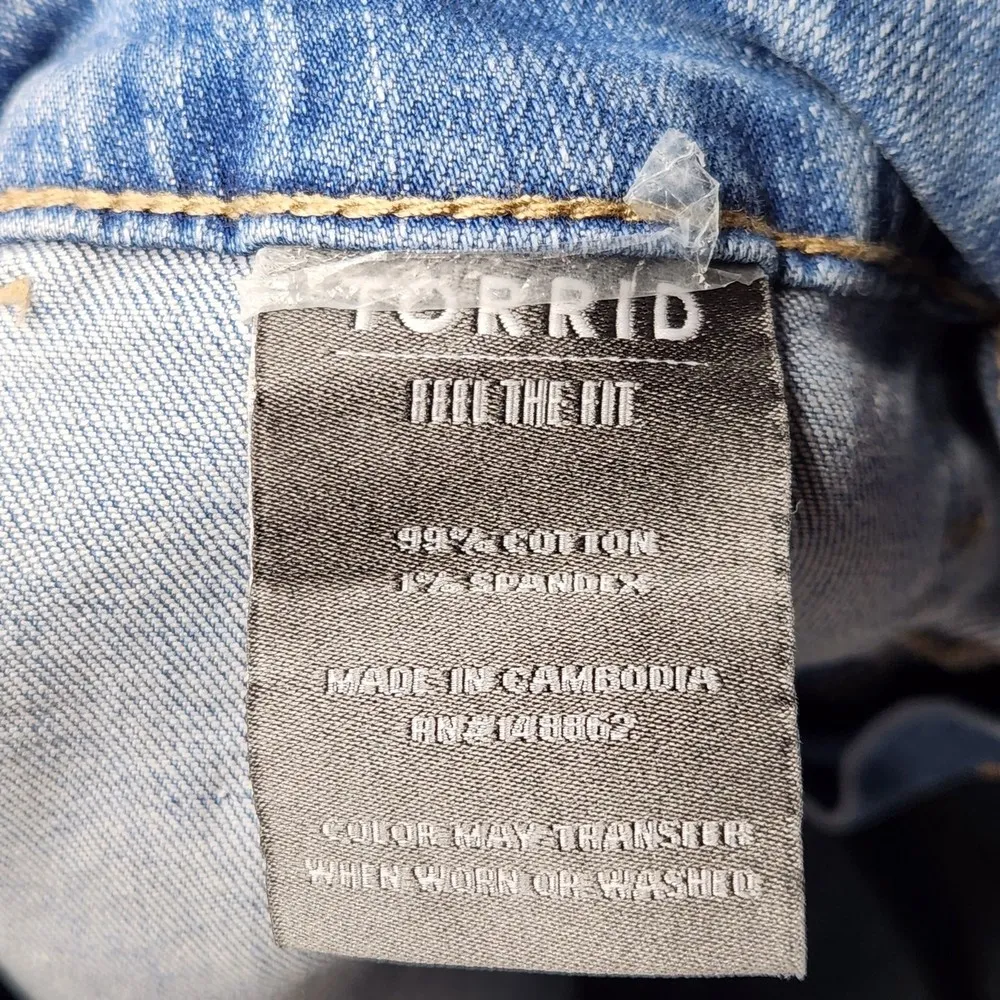 TORRID
FEEL THE FIT
99% COTTON
1% SPANDEX
MADE IN CAMBODIA
RN#148862
COLOR MAY TRANSFER
WHEN WORN OR WASHED